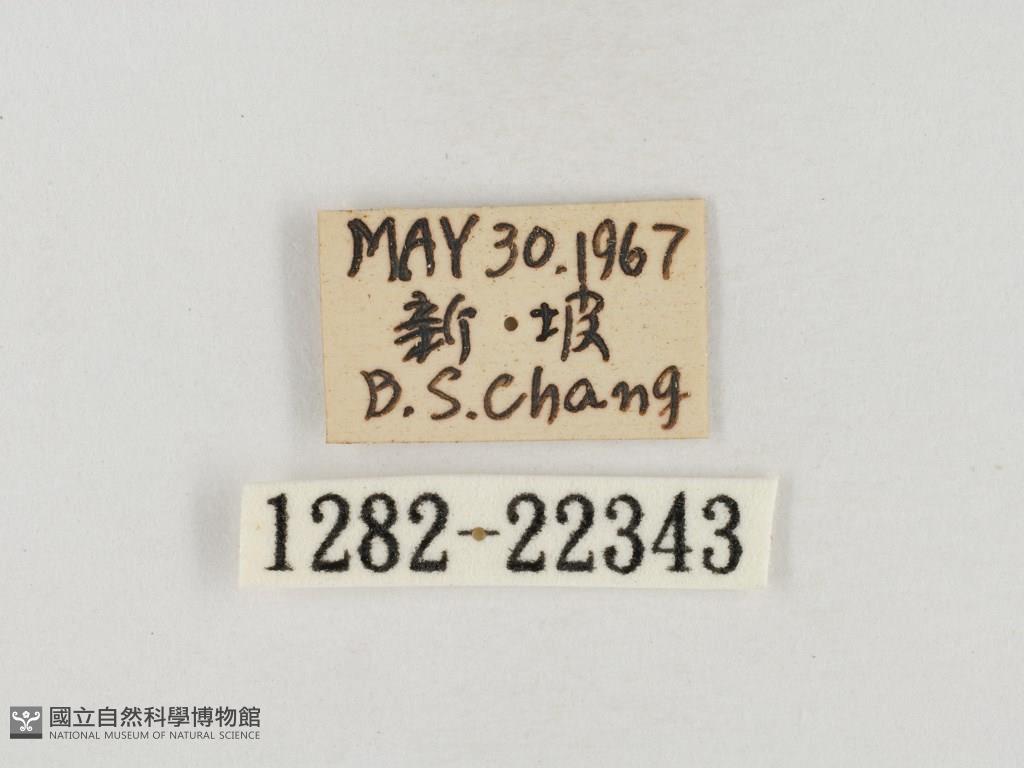 MAY 30.1967
新·坡
B.S.Chang
1282-22343
國立自然科學博物館
NATIONAL MUSEUM OF NATURAL SCIENCE